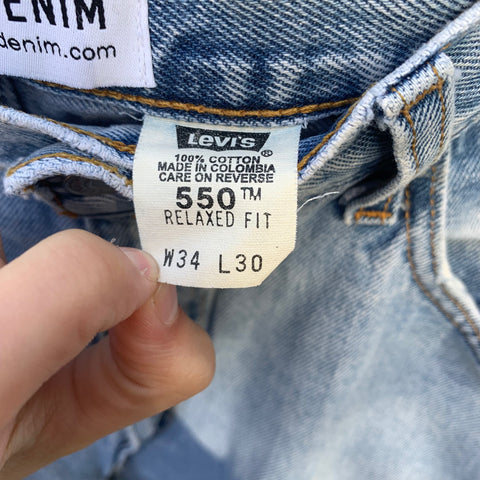 ENIM
denim.com
Levi's ®
100% COTTON
MADE IN COLOMBIA
CARE ON REVERSE
550™
RELAXED FIT
W34 L30